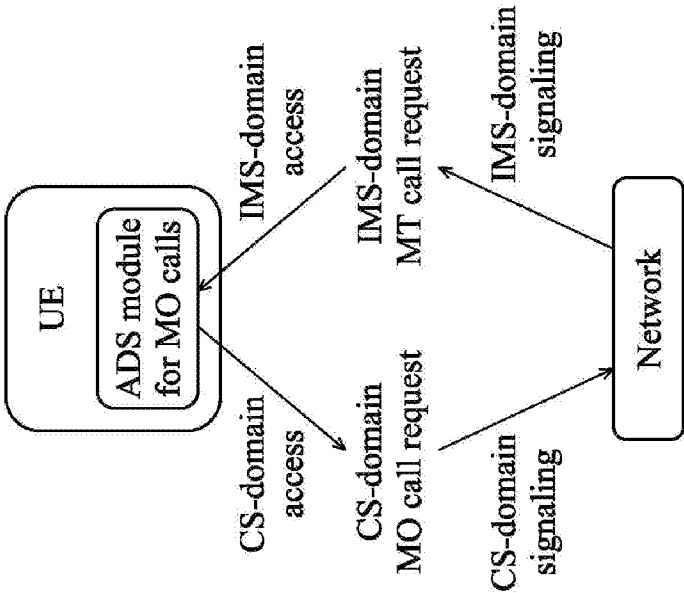 UE
ADS module
for MO calls
CS-domain
access
IMS-domain
access
CS-domain
MO call request
IMS-domain
MT call request
CS-domain
signaling
IMS-domain
signaling
Network